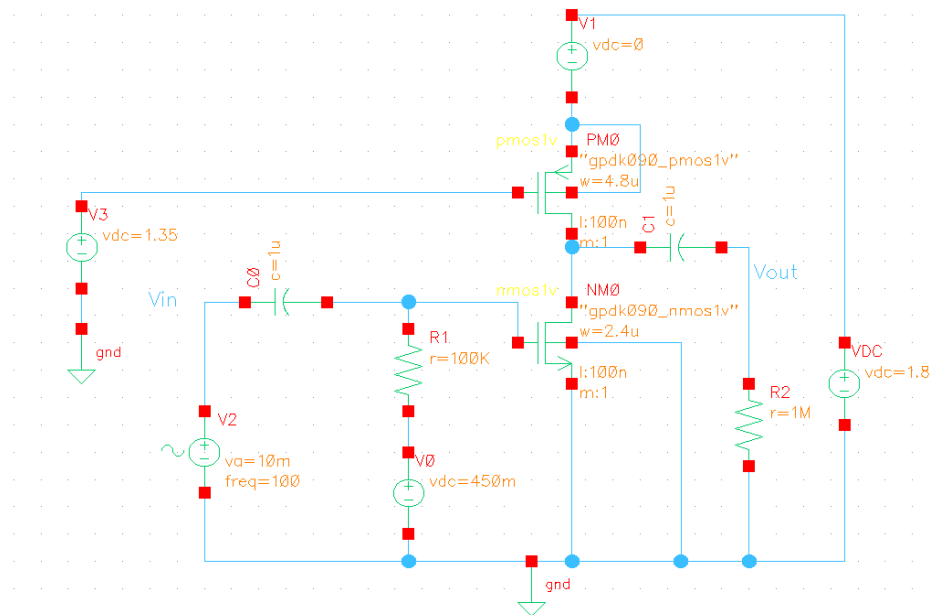 V1
vdc=0
pmos1v
PM0
"gpdk090_pmos1v"
w=4.8u
l:100n
m:1
V3
vdc=1.35
gnd
Vin
C0
c=1u
C1
c=1u
Vout
nmos1v
NM0
"gpdk090_nmos1v"
w=2.4u
l:100n
m:1
R1
r=100K
V2
va=10m
freq=100
V0
vdc=450m
R2
r=1M
VDC
vdc=1.8
gnd